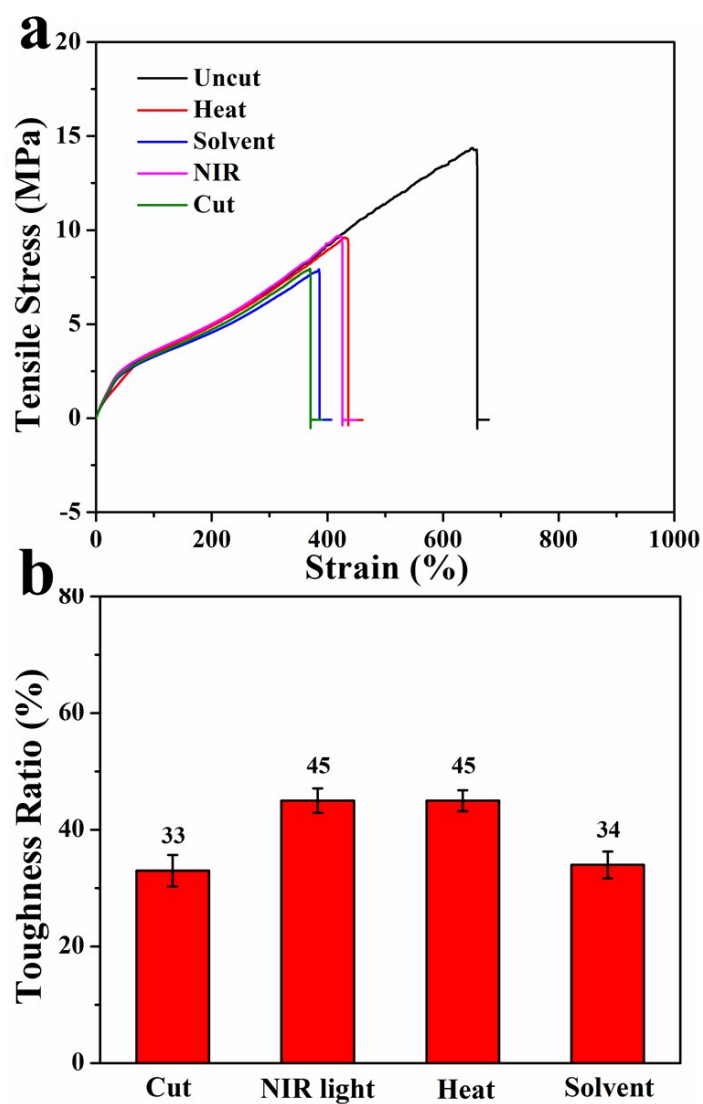 a
Tensile Stress (MPa)
20
15
10
5
0
-5
Uncut
Heat
Solvent
NIR
Cut
0 200 400 600 800 1000
Strain (%)
b
Toughness Ratio (%)
80
60
40
20
0
33 45 45 34
Cut NIR light Heat Solvent